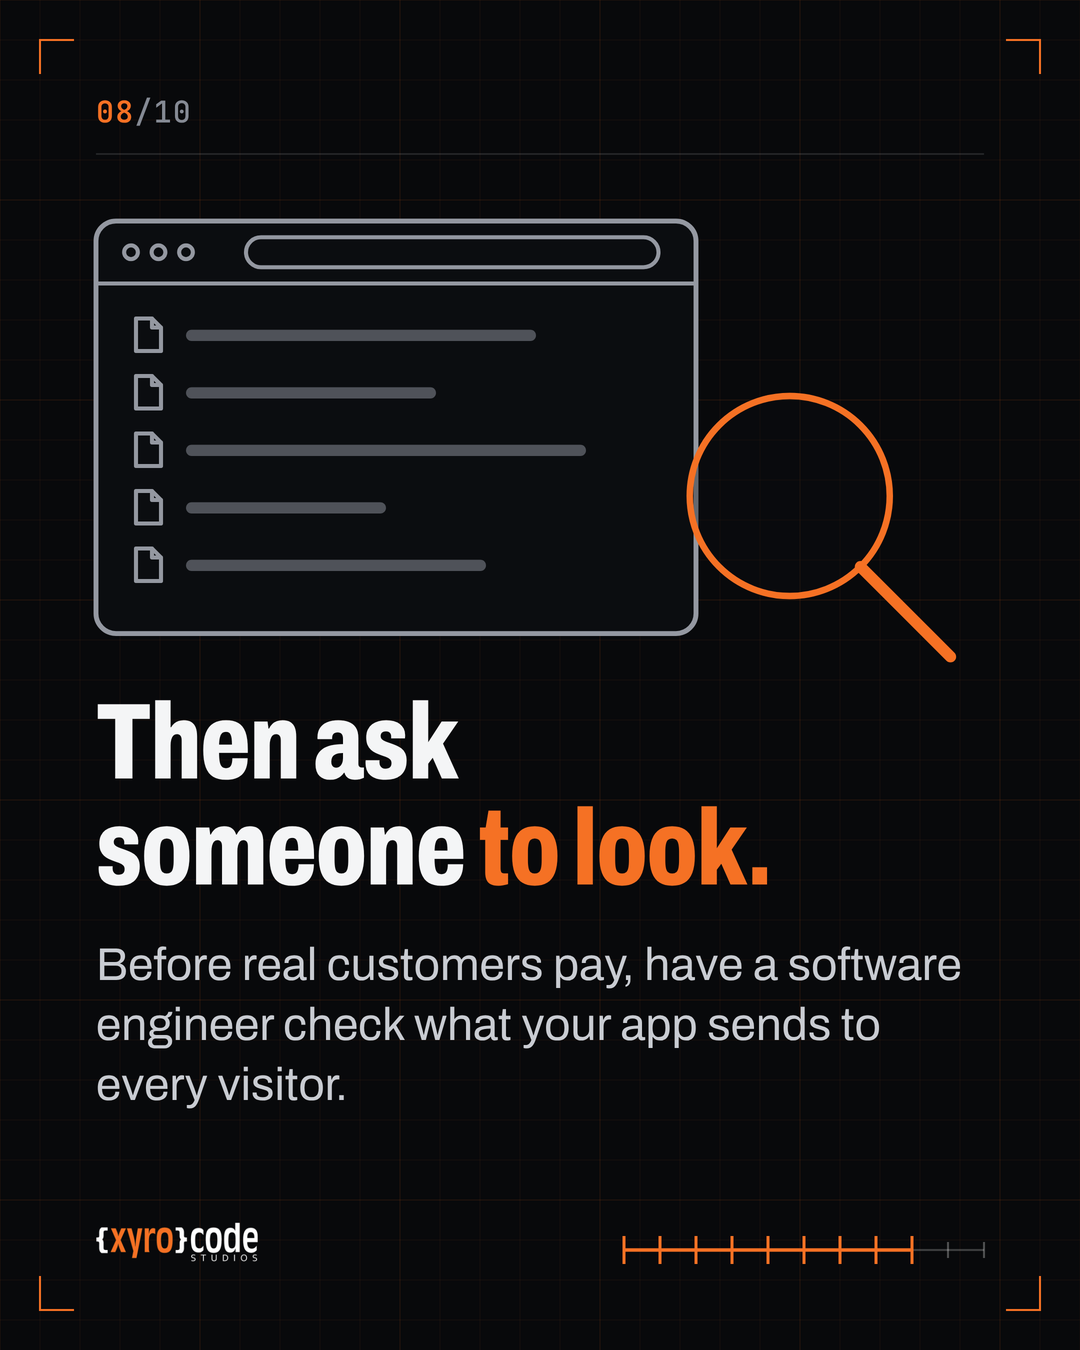 08/10
Then ask
someone to look.
Before real customers pay, have a software
engineer check what your app sends to
every visitor.
{xyro}code
STUDIOS